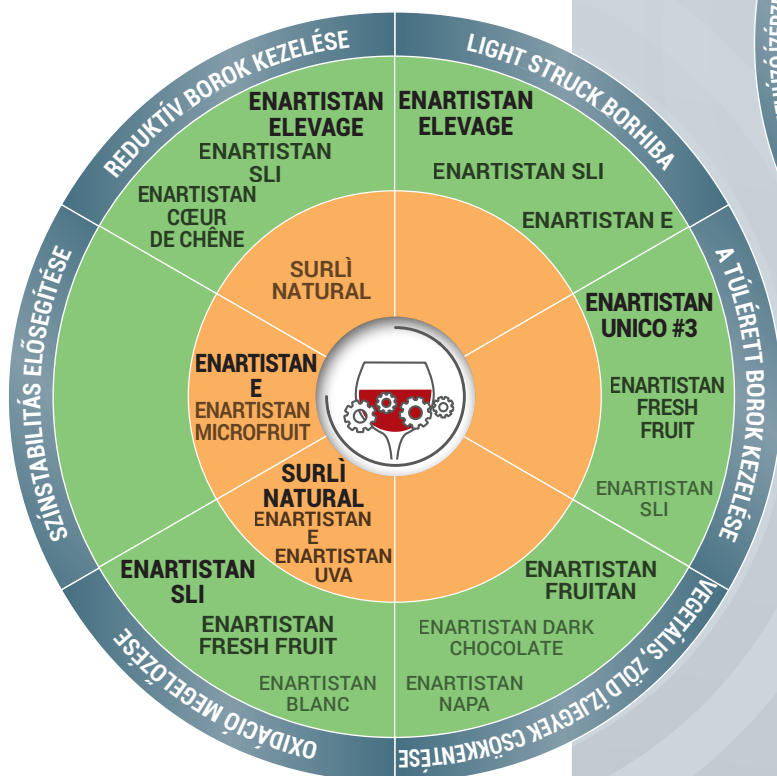 REDUKTÍV BOROK KEZELÉSE
ENARTISTAN
ELEVAGE
ENARTISTAN
SLI
ENARTISTAN
CŒUR
DE CHÊNE
SURLÌ
NATURAL
LIGHT STRUCK BORHIBA
ENARTISTAN
ELEVAGE
ENARTISTAN SLI
ENARTISTAN E
A TÚLÉRETT BOROK KEZELÉSE
ENARTISTAN
UNICO #3
ENARTISTAN
FRESH
FRUIT
ENARTISTAN
SLI
VEGETÁLIS, ZÖLD ÍZJEGYEK CSÖKKENTÉSE
ENARTISTAN
FRUITAN
ENARTISTAN DARK
CHOCOLATE
ENARTISTAN
NAPA
OXIDÁCIÓ MEGELŐZÉSE
ENARTISTAN
SLI
ENARTISTAN
FRESH FRUIT
ENARTISTAN
BLANC
SURLÌ
NATURAL
ENARTISTAN
E
ENARTISTAN
UVA
SZÍNSTABILITÁS ELŐSEGÍTÉSE
ENARTISTAN
E
ENARTISTAN
MICROFRUIT